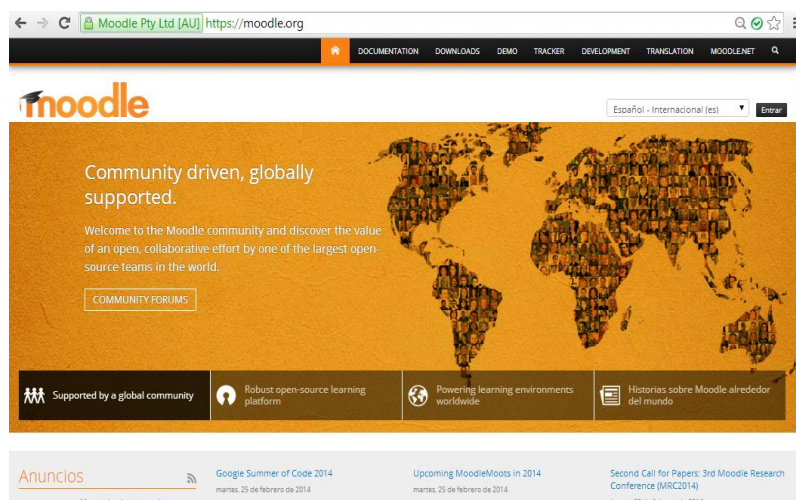 Moodle Pty Ltd [AU] https://moodle.org
DOCUMENTATION DOWNLOADS DEMO TRACKER DEVELOPMENT TRANSLATION MOODLE.NET
moodle
Español - Internacional (es) Entrar
Community driven, globally
supported.
Welcome to the Moodle community and discover the value
of an open, collaborative effort by one of the largest open-
source teams in the world.
COMMUNITY FORUMS
Supported by a global community
Robust open-source learning
platform
Powering learning environments
worldwide
Historias sobre Moodle alrededor
del mundo
Anuncios
Google Summer of Code 2014
martes, 25 de febrero de 2014
Upcoming MoodleMoots in 2014
martes, 25 de febrero de 2014
Second Call for Papers: 3rd Moodle Research
Conference (MRC2014)